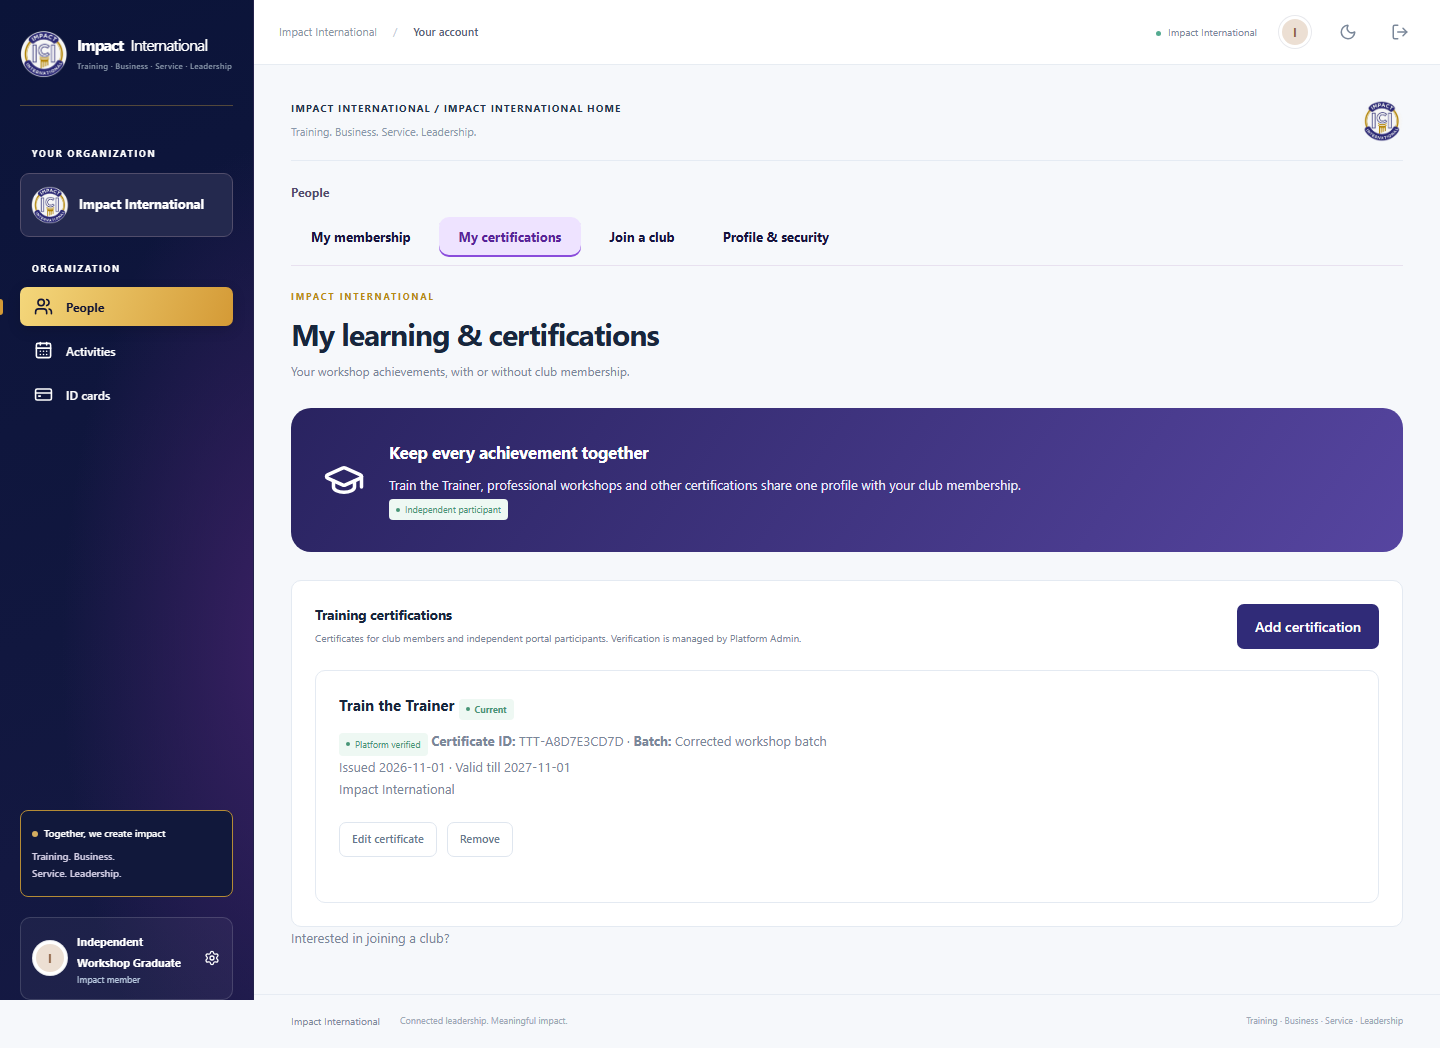 Impact International
Training · Business · Service · Leadership
YOUR ORGANIZATION
Impact International
ORGANIZATION
People
Activities
ID cards
Together, we create impact
Training. Business.
Service. Leadership.
I
Independent
Workshop Graduate
Impact member
Impact International / Your account
Impact International
I
IMPACT INTERNATIONAL / IMPACT INTERNATIONAL HOME
Training. Business. Service. Leadership.
People
My membership
My certifications
Join a club
Profile & security
IMPACT INTERNATIONAL
My learning & certifications
Your workshop achievements, with or without club membership.
Keep every achievement together
Train the Trainer, professional workshops and other certifications share one profile with your club membership.
Independent participant
Training certifications
Certificates for club members and independent portal participants. Verification is managed by Platform Admin.
Add certification
Train the Trainer Current
Platform verified Certificate ID: TTT-A8D7E3CD7D · Batch: Corrected workshop batch
Issued 2026-11-01 · Valid till 2027-11-01
Impact International
Edit certificate
Remove
Interested in joining a club?
Impact International
Connected leadership. Meaningful impact.
Training · Business · Service · Leadership